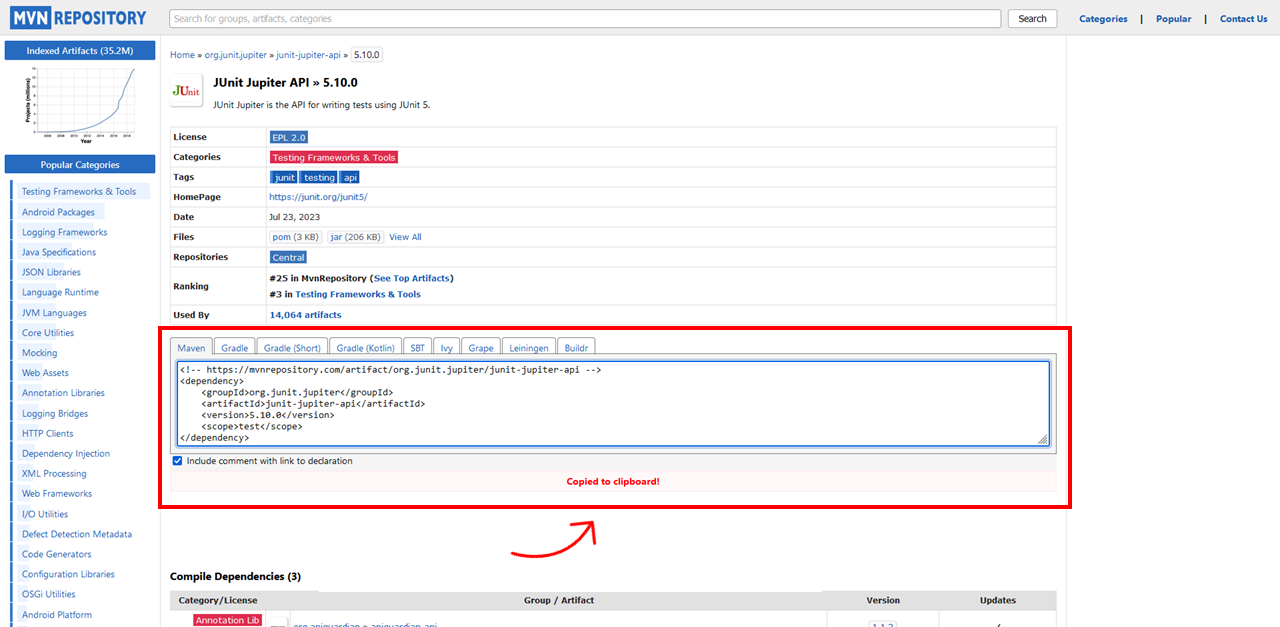 MVN REPOSITORY
Search for groups, artifacts, categories
Search
Categories | Popular | Contact Us
Indexed Artifacts (35.2M)
Projects (millions)
Year
Popular Categories
Testing Frameworks & Tools
Android Packages
Logging Frameworks
Java Specifications
JSON Libraries
Language Runtime
JVM Languages
Core Utilities
Mocking
Web Assets
Annotation Libraries
Logging Bridges
HTTP Clients
Dependency Injection
XML Processing
Web Frameworks
I/O Utilities
Defect Detection Metadata
Code Generators
Configuration Libraries
OSGi Utilities
Android Platform
Home » org.junit.jupiter » junit-jupiter-api » 5.10.0
JUnit
JUnit Jupiter API » 5.10.0
JUnit Jupiter is the API for writing tests using JUnit 5.
License EPL 2.0
Categories Testing Frameworks & Tools
Tags junit testing api
HomePage https://junit.org/junit5/
Date Jul 23, 2023
Files pom (3 KB) jar (206 KB) View All
Repositories Central
Ranking
#25 in MvnRepository (See Top Artifacts)
#3 in Testing Frameworks & Tools
Used By 14,064 artifacts
Maven Gradle Gradle (Short) Gradle (Kotlin) SBT Ivy Grape Leiningen Buildr
<!-- https://mvnrepository.com/artifact/org.junit.jupiter/junit-jupiter-api -->
<dependency>
    <groupId>org.junit.jupiter</groupId>
    <artifactId>junit-jupiter-api</artifactId>
    <version>5.10.0</version>
    <scope>test</scope>
</dependency>
Include comment with link to declaration
Copied to clipboard!
Compile Dependencies (3)
Category/License Group / Artifact Version Updates
Annotation Lib
org.apiguardian » apiguardian-api 1.1.2